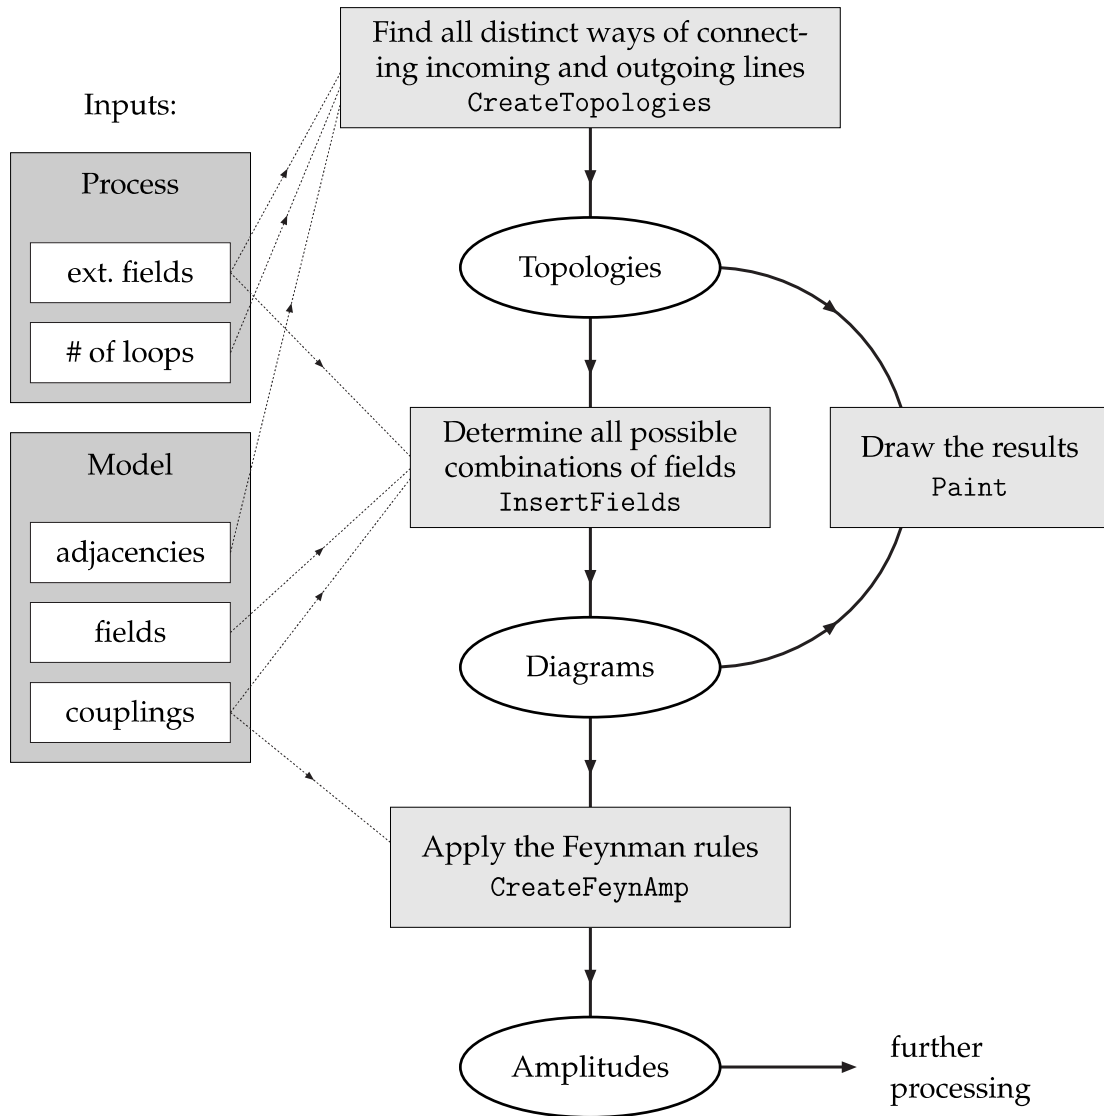 Find all distinct ways of connect-
ing incoming and outgoing lines
CreateTopologies
Inputs:
Process
ext. fields
# of loops
Topologies
Model
adjacencies
fields
couplings
Determine all possible
combinations of fields
InsertFields
Draw the results
Paint
Diagrams
Apply the Feynman rules
CreateFeynAmp
Amplitudes
further
processing